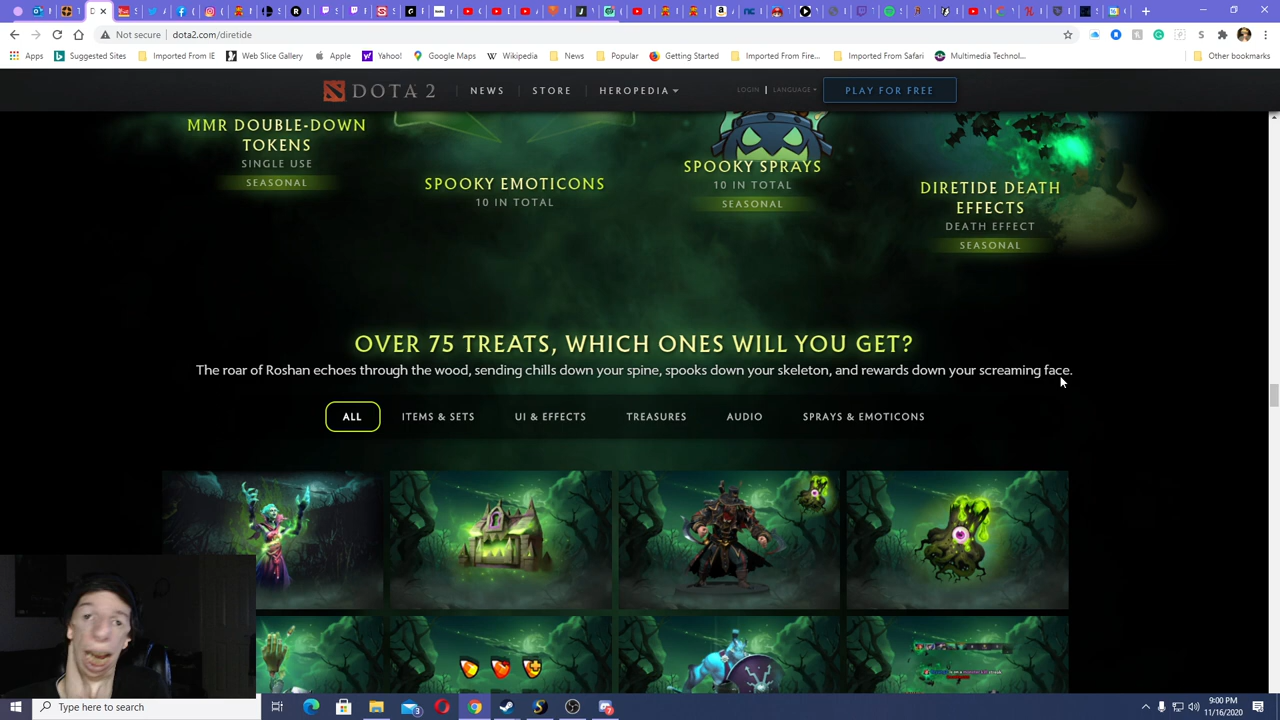 Not secure | dota2.com/diretide
Apps
Suggested Sites
Imported From IE
Web Slice Gallery
Apple
Yahoo!
Google Maps
Wikipedia
News
Popular
Getting Started
Imported From Fire...
Imported From Safari
Multimedia Technol...
Other bookmarks
DOTA 2
NEWS
STORE
HEROPEDIA
LOGIN
LANGUAGE
PLAY FOR FREE
MMR DOUBLE-DOWN
TOKENS
SINGLE USE
SEASONAL
SPOOKY EMOTICONS
10 IN TOTAL
SPOOKY SPRAYS
10 IN TOTAL
SEASONAL
DIRETIDE DEATH
EFFECTS
DEATH EFFECT
SEASONAL
OVER 75 TREATS, WHICH ONES WILL YOU GET?
The roar of Roshan echoes through the wood, sending chills down your spine, spooks down your skeleton, and rewards down your screaming face.
ALL
ITEMS & SETS
UI & EFFECTS
TREASURES
AUDIO
SPRAYS & EMOTICONS
Type here to search
3
7
9:00 PM
11/16/2020